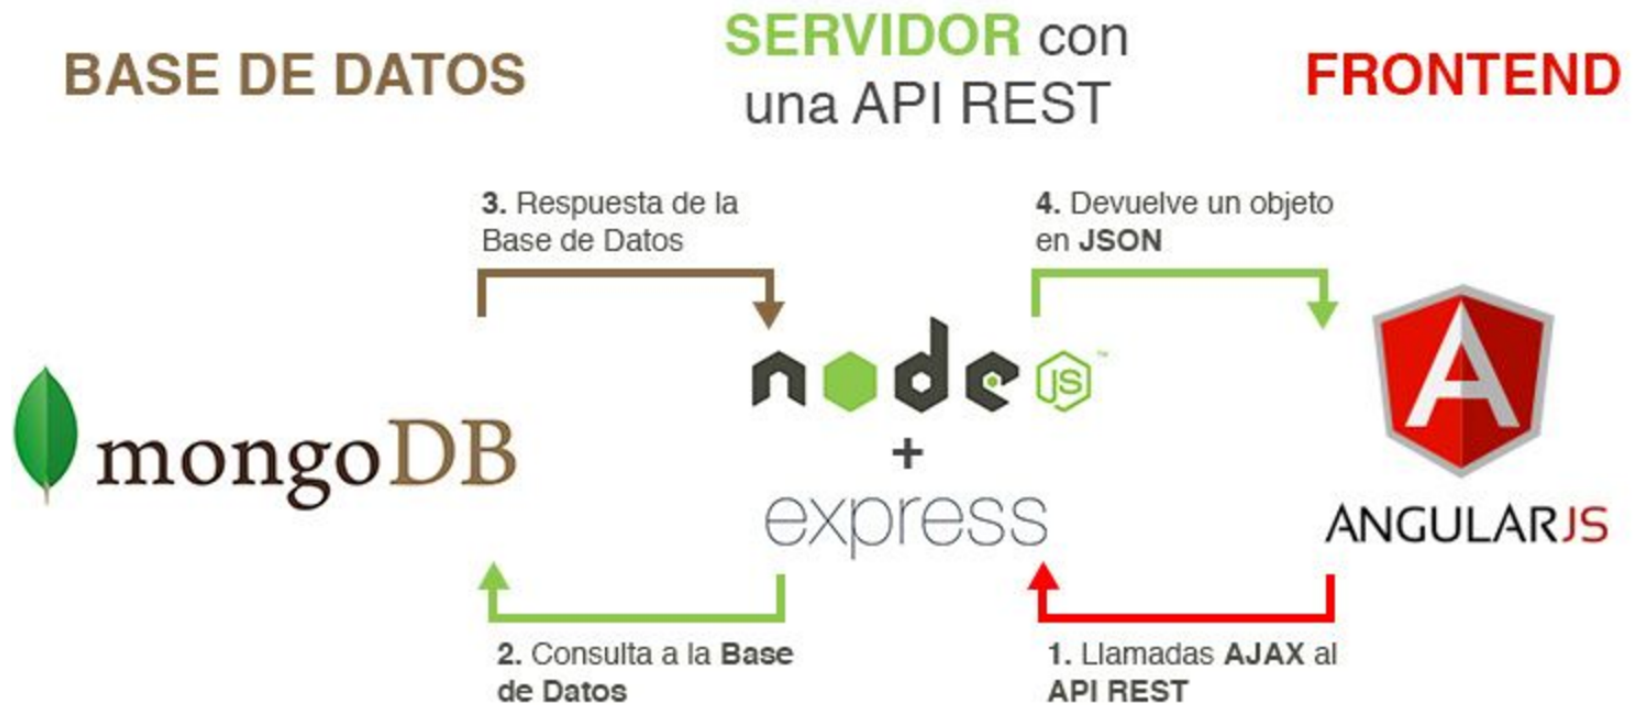 BASE DE DATOS
SERVIDOR con
una API REST
FRONTEND
3. Respuesta de la
Base de Datos
4. Devuelve un objeto
en JSON
mongoDB
node JS™
+
express
ANGULARJS
A
2. Consulta a la Base
de Datos
1. Llamadas AJAX al
API REST